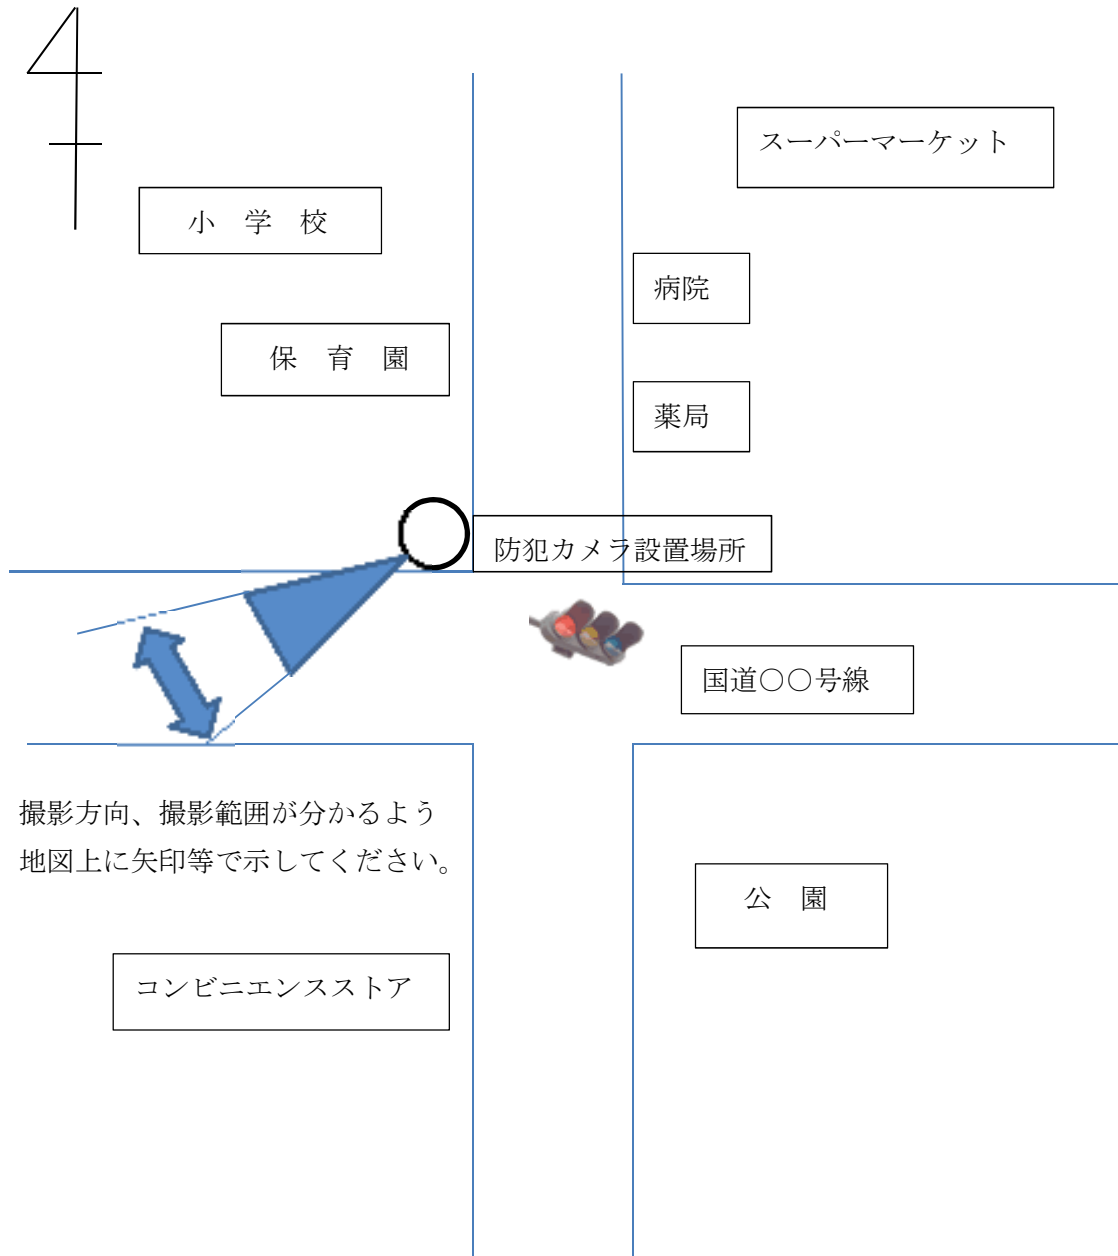 スーパーマーケット
小　学　校
病院
保　育　園
薬局
防犯カメラ設置場所
国道○○号線
撮影方向、撮影範囲が分かるよう
地図上に矢印等で示してください。
公　園
コンビニエンスストア